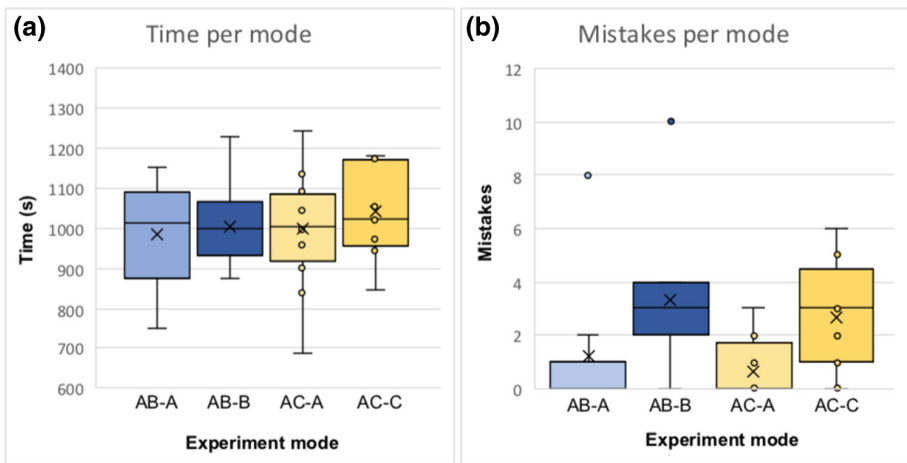 (a)
Time per mode
Time (s)
1400
1300
1200
1100
1000
900
800
700
600
AB-A AB-B AC-A AC-C
Experiment mode
(b)
Mistakes per mode
Mistakes
12
10
8
6
4
2
0
AB-A AB-B AC-A AC-C
Experiment mode